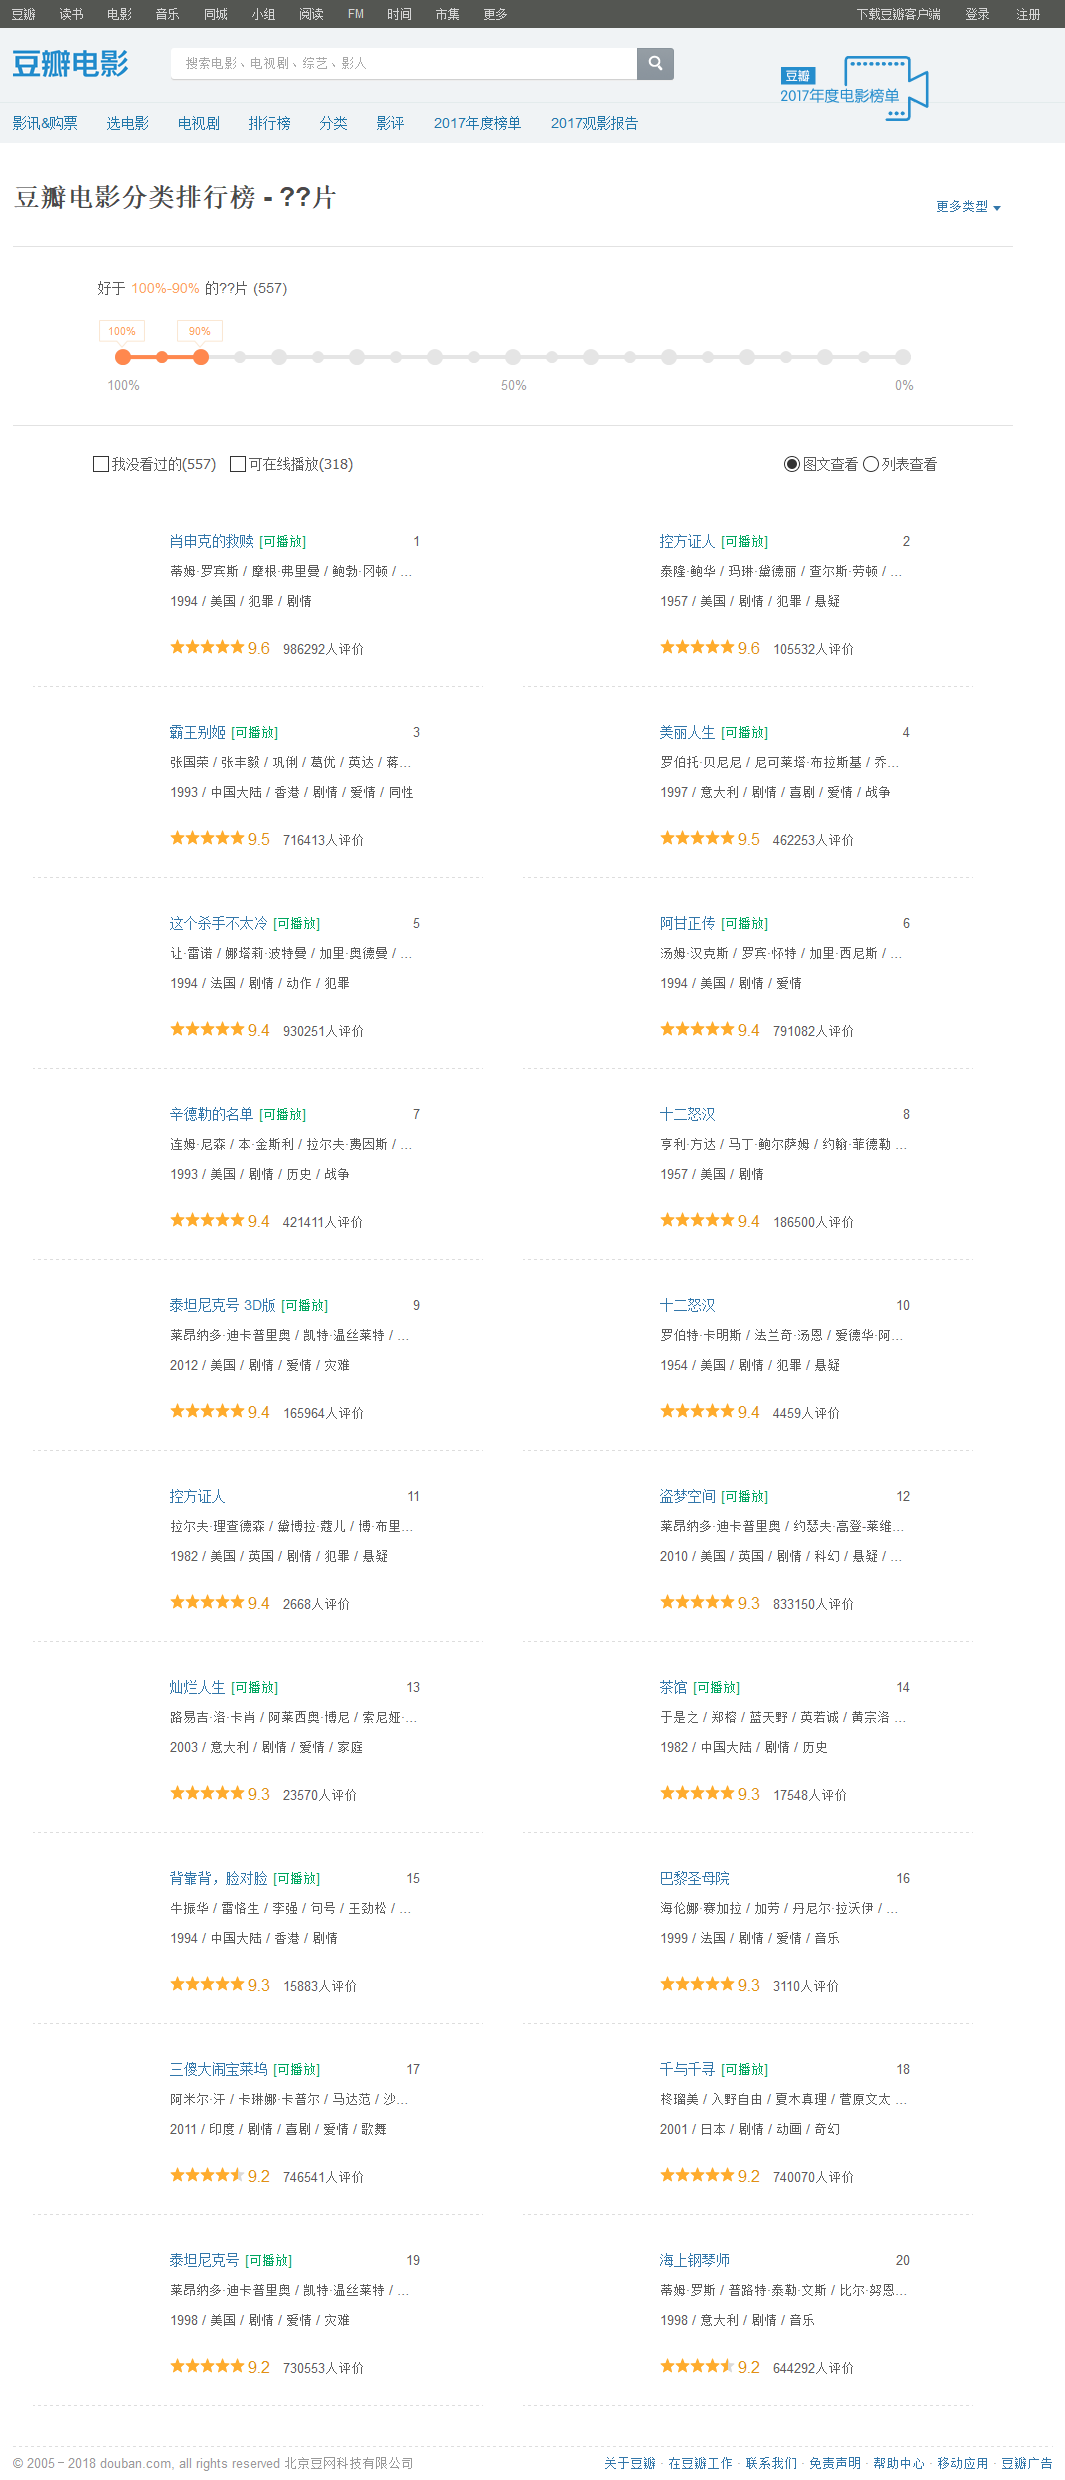 豆瓣 读书 电影 音乐 同城 小组 阅读 FM 时间 市集 更多 下载豆瓣客户端 登录 注册
豆瓣电影
搜索电影、电视剧、综艺、影人
豆瓣
2017年度电影榜单
影讯&购票 选电影 电视剧 排行榜 分类 影评 2017年度榜单 2017观影报告
豆瓣电影分类排行榜 - ??片
更多类型
好于 100%-90% 的??片 (557)
100% 90%
100% 50% 0%
我没看过的(557) 可在线播放(318) 图文查看 列表查看
肖申克的救赎 [可播放] 1
蒂姆·罗宾斯 / 摩根·弗里曼 / 鲍勃·冈顿 / ...
1994 / 美国 / 犯罪 / 剧情
9.6 986292人评价
控方证人 [可播放] 2
泰隆·鲍华 / 玛琳·黛德丽 / 查尔斯·劳顿 / ...
1957 / 美国 / 剧情 / 犯罪 / 悬疑
9.6 105532人评价
霸王别姬 [可播放] 3
张国荣 / 张丰毅 / 巩俐 / 葛优 / 英达 / 蒋...
1993 / 中国大陆 / 香港 / 剧情 / 爱情 / 同性
9.5 716413人评价
美丽人生 [可播放] 4
罗伯托·贝尼尼 / 尼可莱塔·布拉斯基 / 乔...
1997 / 意大利 / 剧情 / 喜剧 / 爱情 / 战争
9.5 462253人评价
这个杀手不太冷 [可播放] 5
让·雷诺 / 娜塔莉·波特曼 / 加里·奥德曼 / ...
1994 / 法国 / 剧情 / 动作 / 犯罪
9.4 930251人评价
阿甘正传 [可播放] 6
汤姆·汉克斯 / 罗宾·怀特 / 加里·西尼斯 / ...
1994 / 美国 / 剧情 / 爱情
9.4 791082人评价
辛德勒的名单 [可播放] 7
连姆·尼森 / 本·金斯利 / 拉尔夫·费因斯 / ...
1993 / 美国 / 剧情 / 历史 / 战争
9.4 421411人评价
十二怒汉 8
亨利·方达 / 马丁·鲍尔萨姆 / 约翰·菲德勒 ...
1957 / 美国 / 剧情
9.4 186500人评价
泰坦尼克号 3D版 [可播放] 9
莱昂纳多·迪卡普里奥 / 凯特·温丝莱特 / ...
2012 / 美国 / 剧情 / 爱情 / 灾难
9.4 165964人评价
十二怒汉 10
罗伯特·卡明斯 / 法兰奇·汤恩 / 爱德华·阿...
1954 / 美国 / 剧情 / 犯罪 / 悬疑
9.4 4459人评价
控方证人 11
拉尔夫·理查德森 / 黛博拉·蔻儿 / 博·布里...
1982 / 美国 / 英国 / 剧情 / 犯罪 / 悬疑
9.4 2668人评价
盗梦空间 [可播放] 12
莱昂纳多·迪卡普里奥 / 约瑟夫·高登-莱维...
2010 / 美国 / 英国 / 剧情 / 科幻 / 悬疑 / ...
9.3 833150人评价
灿烂人生 [可播放] 13
路易吉·洛·卡肖 / 阿莱西奥·博尼 / 索尼娅·...
2003 / 意大利 / 剧情 / 爱情 / 家庭
9.3 23570人评价
茶馆 [可播放] 14
于是之 / 郑榕 / 蓝天野 / 英若诚 / 黄宗洛 ...
1982 / 中国大陆 / 剧情 / 历史
9.3 17548人评价
背靠背，脸对脸 [可播放] 15
牛振华 / 雷恪生 / 李强 / 句号 / 王劲松 / ...
1994 / 中国大陆 / 香港 / 剧情
9.3 15883人评价
巴黎圣母院 16
海伦娜·赛加拉 / 加劳 / 丹尼尔·拉沃伊 / ...
1999 / 法国 / 剧情 / 爱情 / 音乐
9.3 3110人评价
三傻大闹宝莱坞 [可播放] 17
阿米尔·汗 / 卡琳娜·卡普尔 / 马达范 / 沙...
2011 / 印度 / 剧情 / 喜剧 / 爱情 / 歌舞
9.2 746541人评价
千与千寻 [可播放] 18
柊瑠美 / 入野自由 / 夏木真理 / 菅原文太 ...
2001 / 日本 / 剧情 / 动画 / 奇幻
9.2 740070人评价
泰坦尼克号 [可播放] 19
莱昂纳多·迪卡普里奥 / 凯特·温丝莱特 / ...
1998 / 美国 / 剧情 / 爱情 / 灾难
9.2 730553人评价
海上钢琴师 20
蒂姆·罗斯 / 普路特·泰勒·文斯 / 比尔·努恩...
1998 / 意大利 / 剧情 / 音乐
9.2 644292人评价
© 2005－2018 douban.com, all rights reserved 北京豆网科技有限公司 关于豆瓣 · 在豆瓣工作 · 联系我们 · 免责声明 · 帮助中心 · 移动应用 · 豆瓣广告